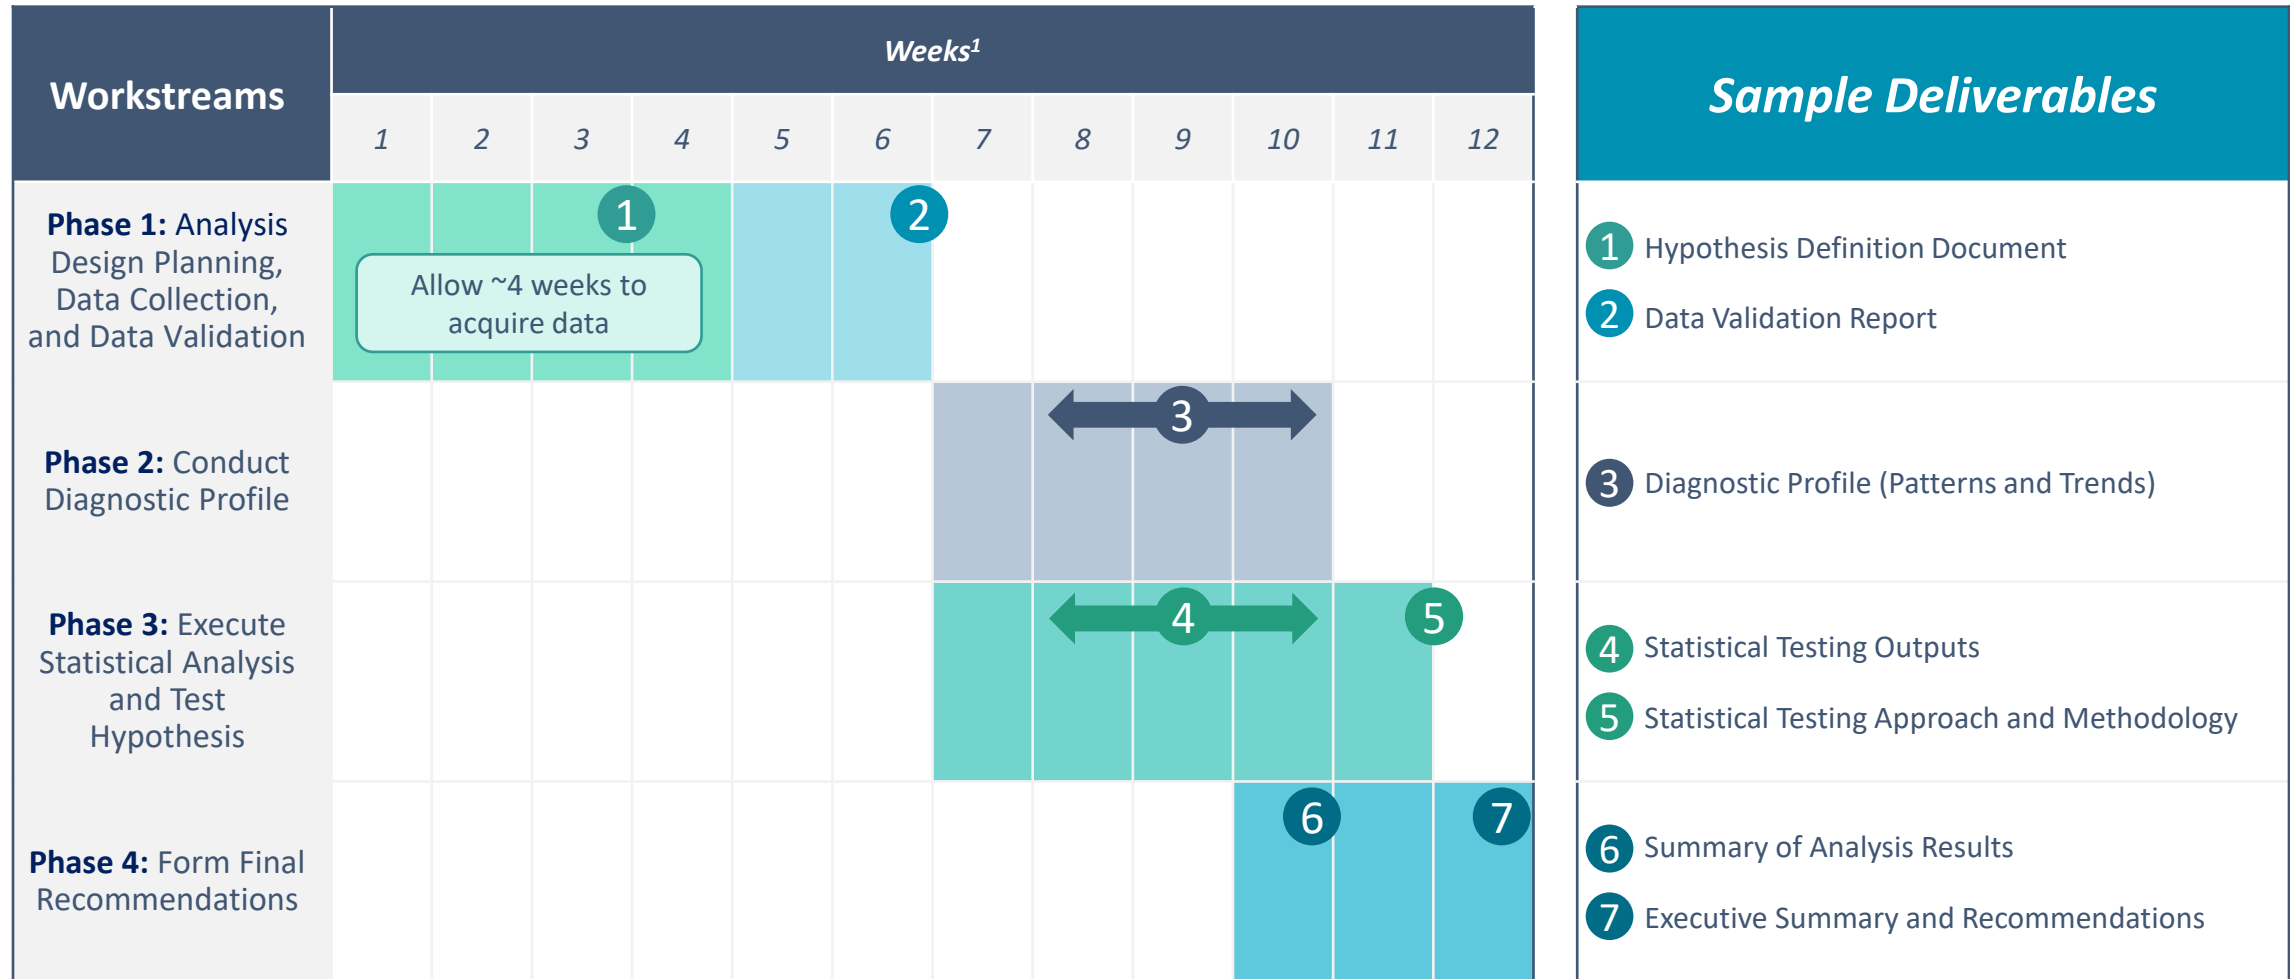 Workstreams
Weeks1
1 2 3 4 5 6 7 8 9 10 11 12
Sample Deliverables
Phase 1: Analysis
Design Planning,
Data Collection,
and Data Validation
1
2
Allow ~4 weeks to
acquire data
1 Hypothesis Definition Document
2 Data Validation Report
Phase 2: Conduct
Diagnostic Profile
3
3 Diagnostic Profile (Patterns and Trends)
Phase 3: Execute
Statistical Analysis
and Test
Hypothesis
4
5
4 Statistical Testing Outputs
5 Statistical Testing Approach and Methodology
Phase 4: Form Final
Recommendations
6
7
6 Summary of Analysis Results
7 Executive Summary and Recommendations